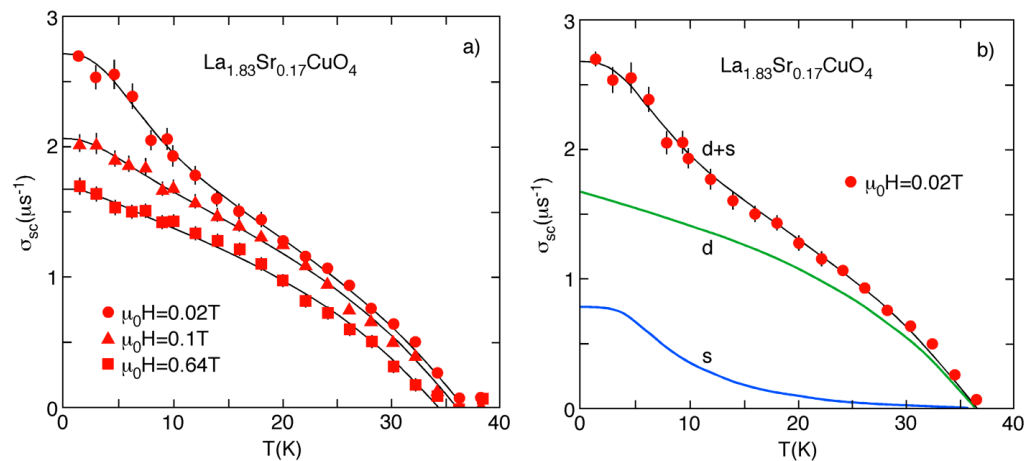 a)
La₁.₈₃Sr₀.₁₇CuO₄
3
2
1
0
σsc(μs⁻¹)
μ₀H=0.02T
μ₀H=0.1T
μ₀H=0.64T
0 10 20 30 40
T(K)
b)
La₁.₈₃Sr₀.₁₇CuO₄
3
2
1
0
σsc(μs⁻¹)
d+s
μ₀H=0.02T
d
s
0 10 20 30 40
T(K)